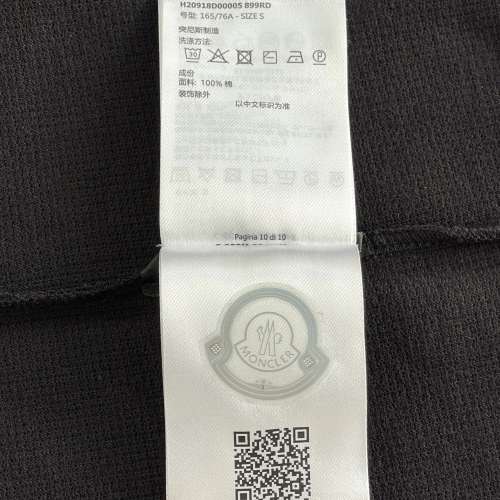 H20918D00005 899RD
号型: 165/76A - SIZE S
突尼斯制造
洗涤方法:
30
成份
面料: 100% 棉
装饰除外
以中文标识为准
Pagina 10 di 10
MONCLER